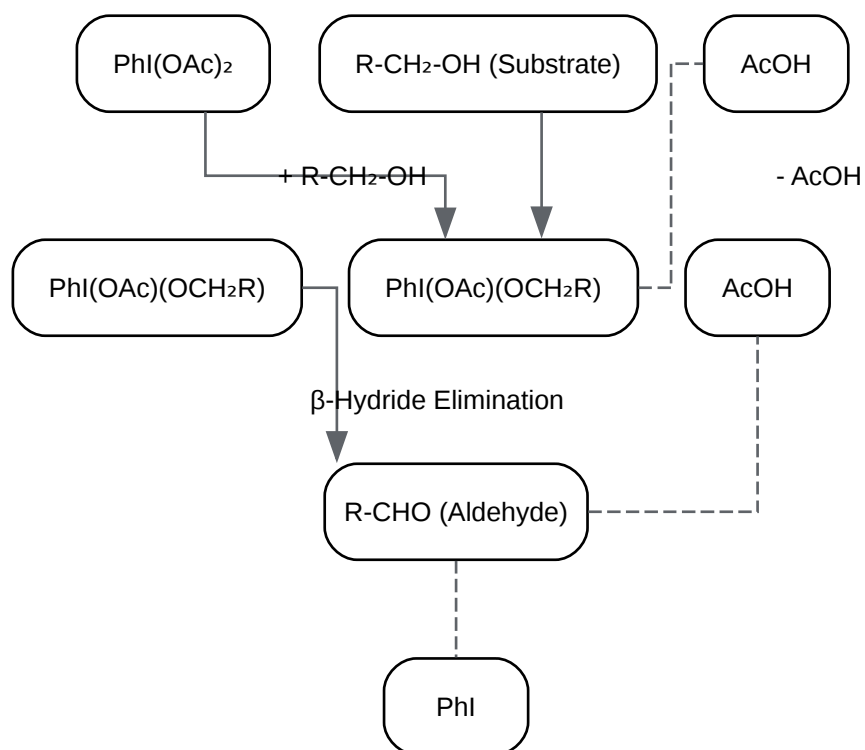 PhI(OAc)₂
R-CH₂-OH (Substrate)
AcOH
+ R-CH₂-OH
- AcOH
PhI(OAc)(OCH₂R)
PhI(OAc)(OCH₂R)
AcOH
β-Hydride Elimination
R-CHO (Aldehyde)
PhI